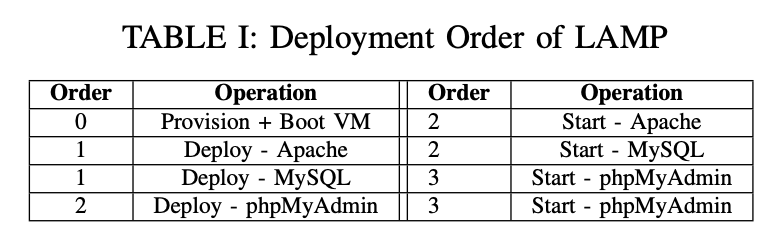 TABLE I: Deployment Order of LAMP
Order Operation Order Operation
0 Provision + Boot VM 2 Start - Apache
1 Deploy - Apache 2 Start - MySQL
1 Deploy - MySQL 3 Start - phpMyAdmin
2 Deploy - phpMyAdmin 3 Start - phpMyAdmin